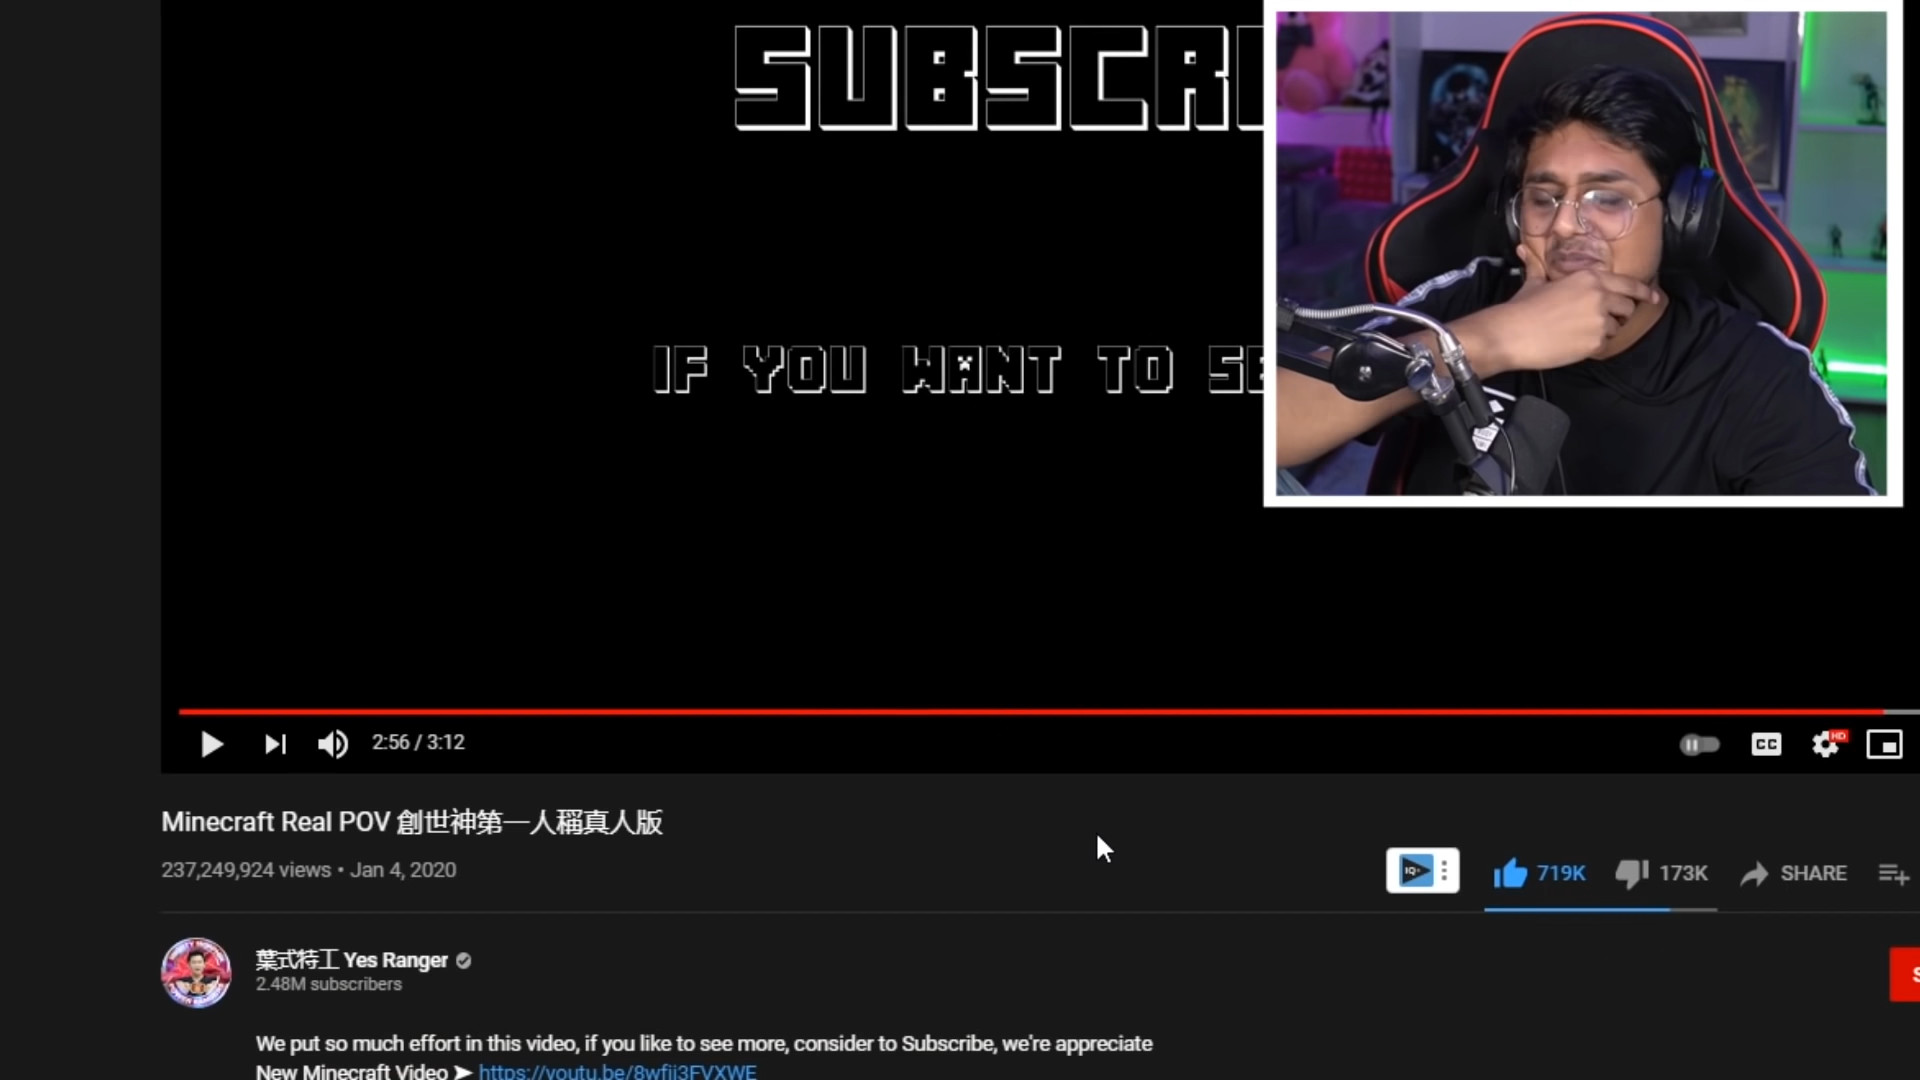 SUBSCRI
IF YOU WANT TO SE
2:56 / 3:12
CC
HD
Minecraft Real POV 創世神第一人稱真人版
237,249,924 views • Jan 4, 2020
IQ
719K
173K
SHARE
葉式特工 Yes Ranger
2.48M subscribers
S
We put so much effort in this video, if you like to see more, consider to Subscribe, we're appreciate
New Minecraft Video ➤ https://youtu.be/8wfii3FVXWE